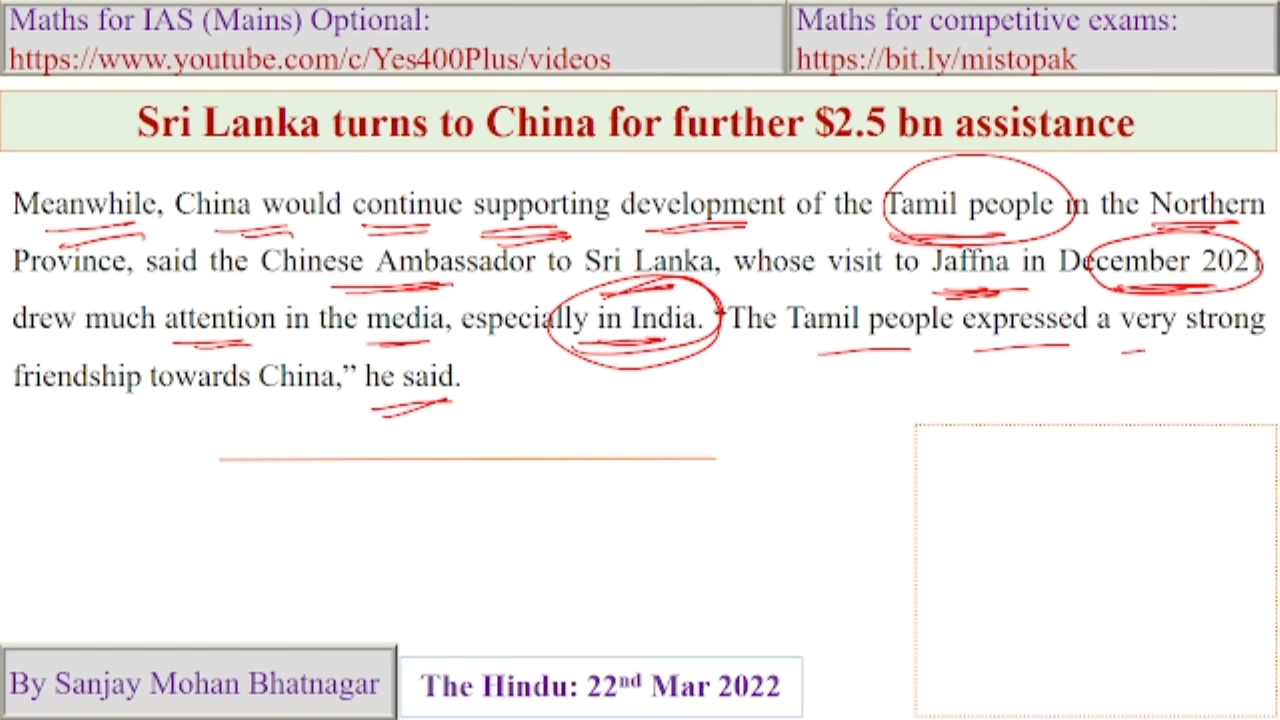 Maths for IAS (Mains) Optional:
https://www.youtube.com/c/Yes400Plus/videos
Maths for competitive exams:
https://bit.ly/mistopak
Sri Lanka turns to China for further $2.5 bn assistance
Meanwhile, China would continue supporting development of the Tamil people in the Northern
Province, said the Chinese Ambassador to Sri Lanka, whose visit to Jaffna in December 2021
drew much attention in the media, especially in India. “The Tamil people expressed a very strong
friendship towards China,” he said.
By Sanjay Mohan Bhatnagar
The Hindu: 22nd Mar 2022